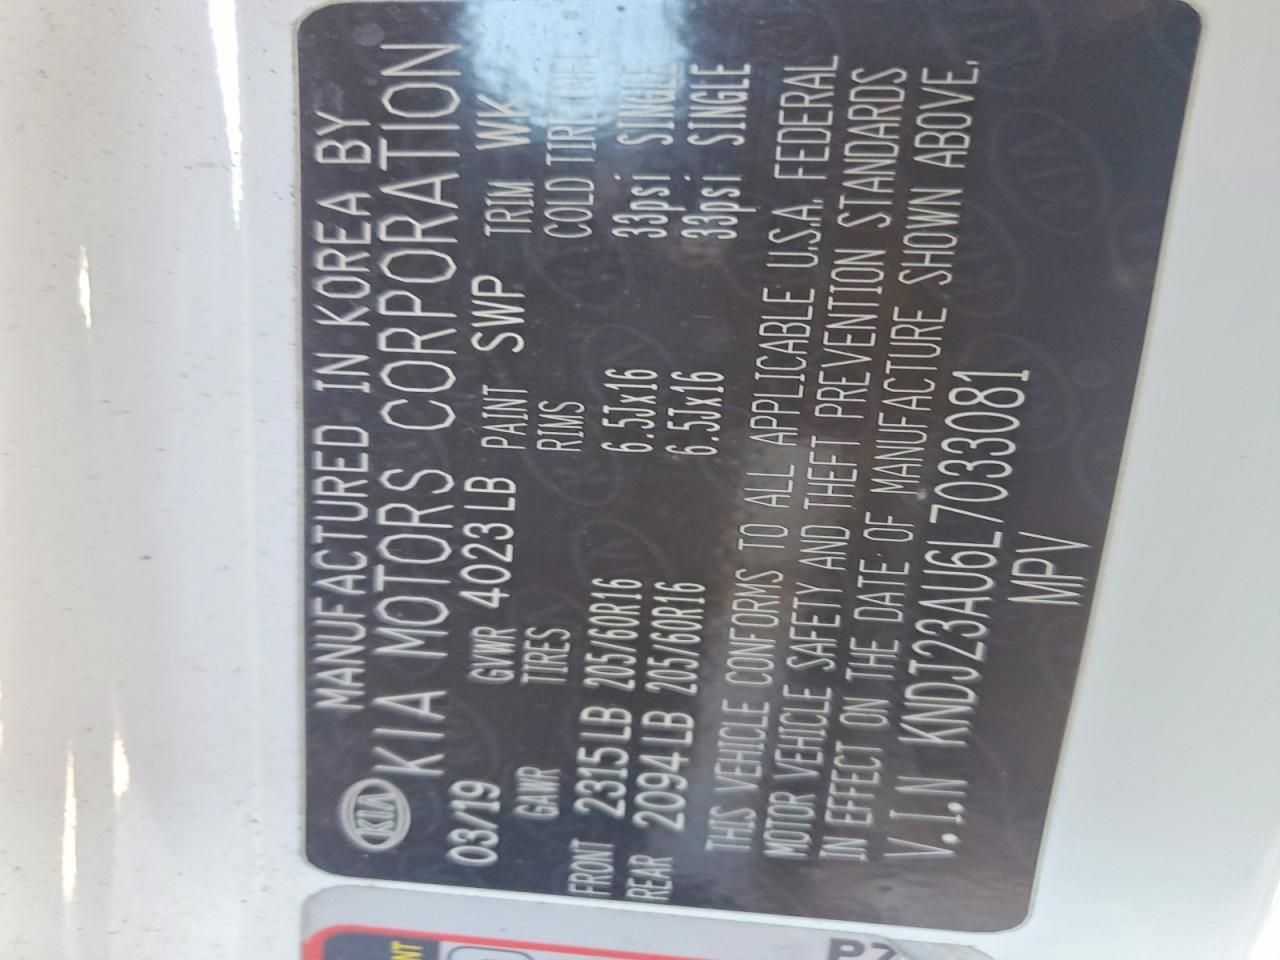 KIA
MANUFACTURED IN KOREA BY
KIA MOTORS CORPORATION
03/19 GVWR 4023LB PAINT SWP TRIM WK
GAWR TIRES RIMS COLD TIRE INFL
FRONT 2315LB 205/60R16 6.5Jx16 33psi SINGLE
REAR 2094LB 205/60R16 6.5Jx16 33psi SINGLE
THIS VEHICLE CONFORMS TO ALL APPLICABLE U.S.A. FEDERAL
MOTOR VEHICLE SAFETY AND THEFT PREVENTION STANDARDS
IN EFFECT ON THE DATE OF MANUFACTURE SHOWN ABOVE.
V.I.N KNDJ23AU6L7033081
MPV